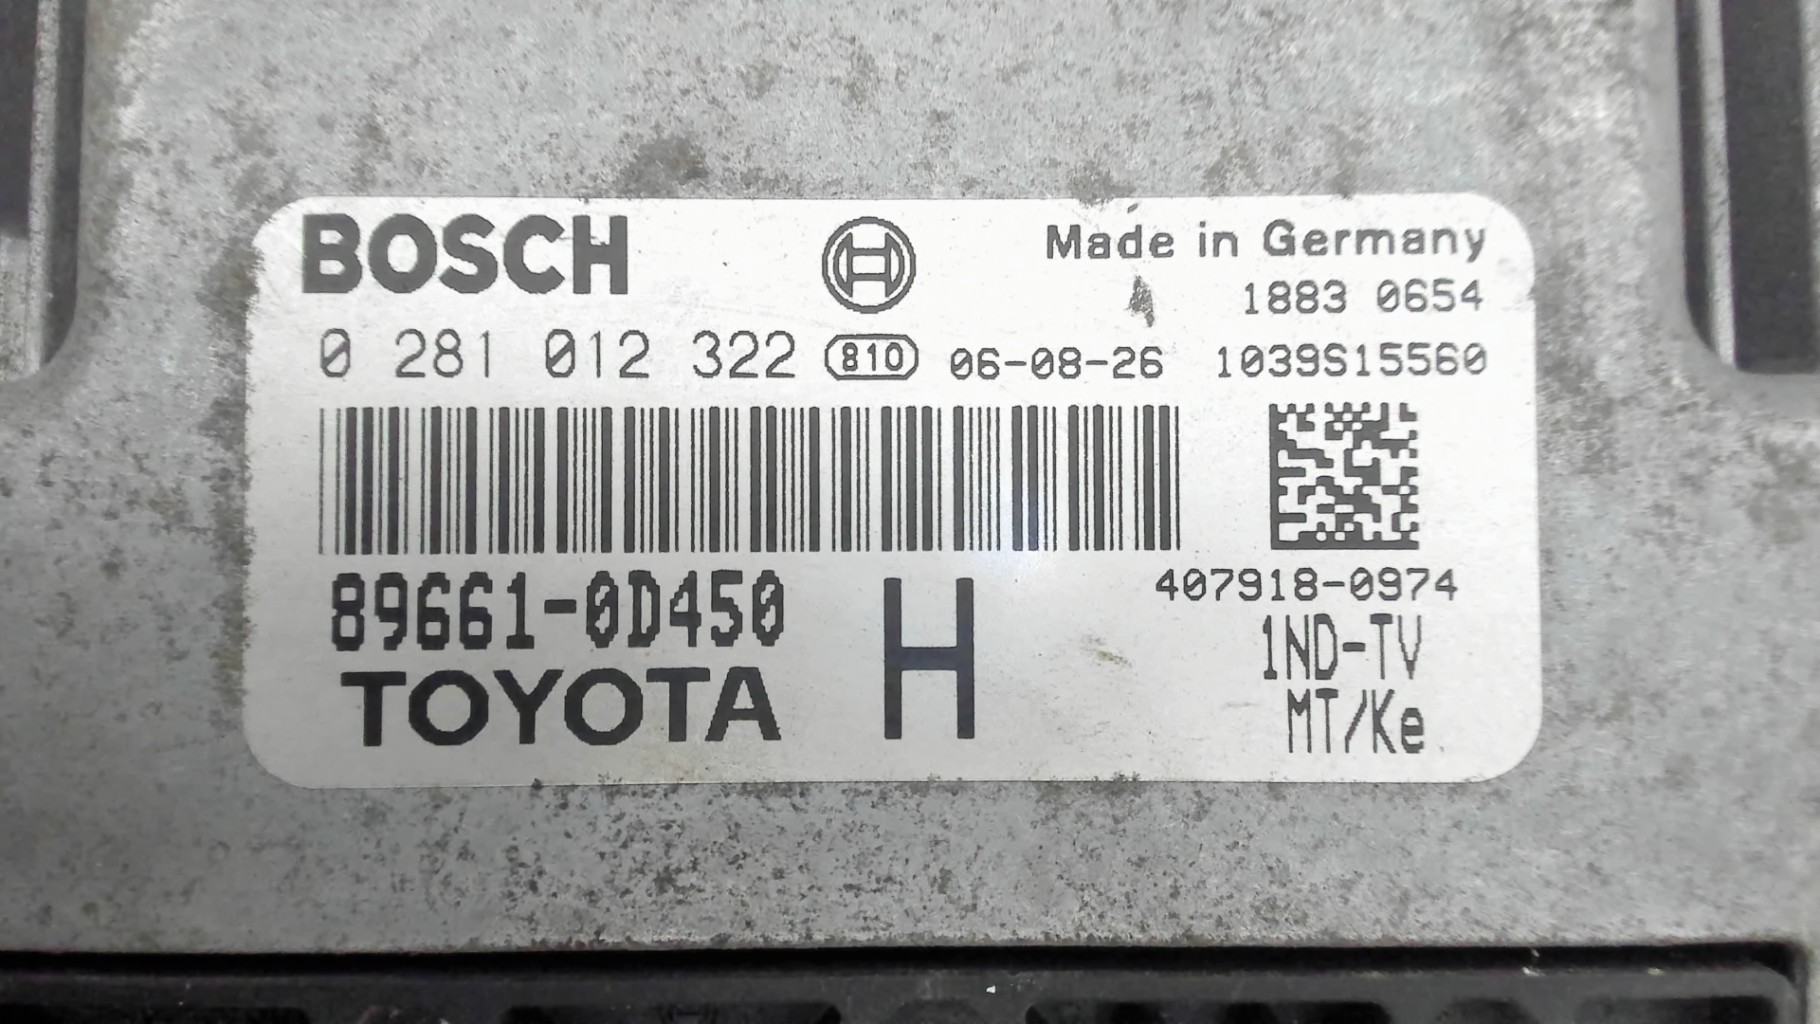 BOSCH
Made in Germany
1883 0654
0 281 012 322 810 06-08-26 1039S15560
89661-0D450 H 407918-0974
TOYOTA 1ND-TV
MT/Ke